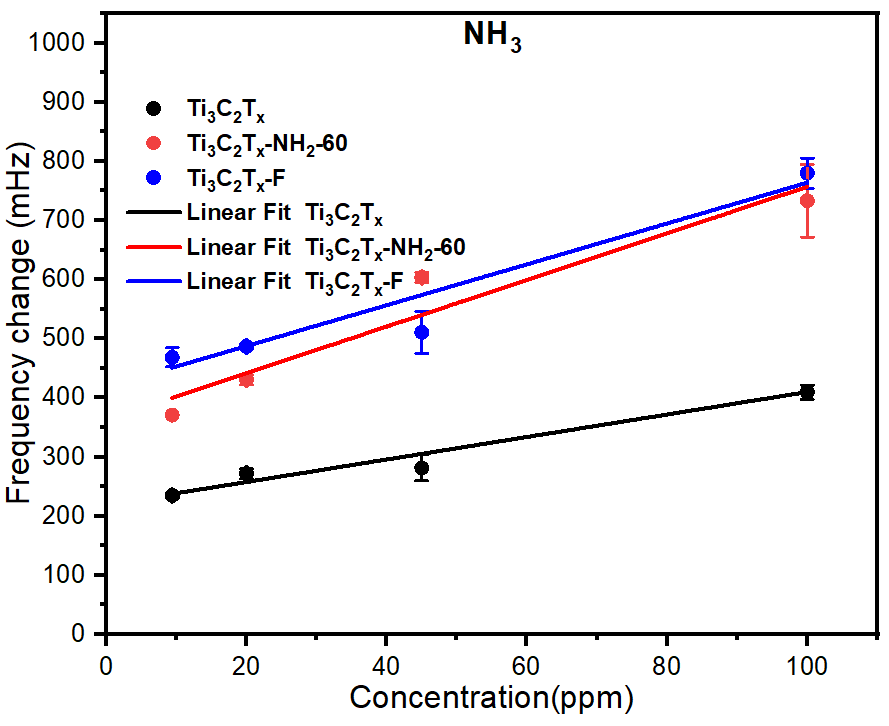 NH₃
1000
900
800
700
600
500
400
300
200
100
0
Frequency change (mHz)
Ti₃C₂Tₓ
Ti₃C₂Tₓ-NH₂-60
Ti₃C₂Tₓ-F
Linear Fit Ti₃C₂Tₓ
Linear Fit Ti₃C₂Tₓ-NH₂-60
Linear Fit Ti₃C₂Tₓ-F
0 20 40 60 80 100
Concentration(ppm)